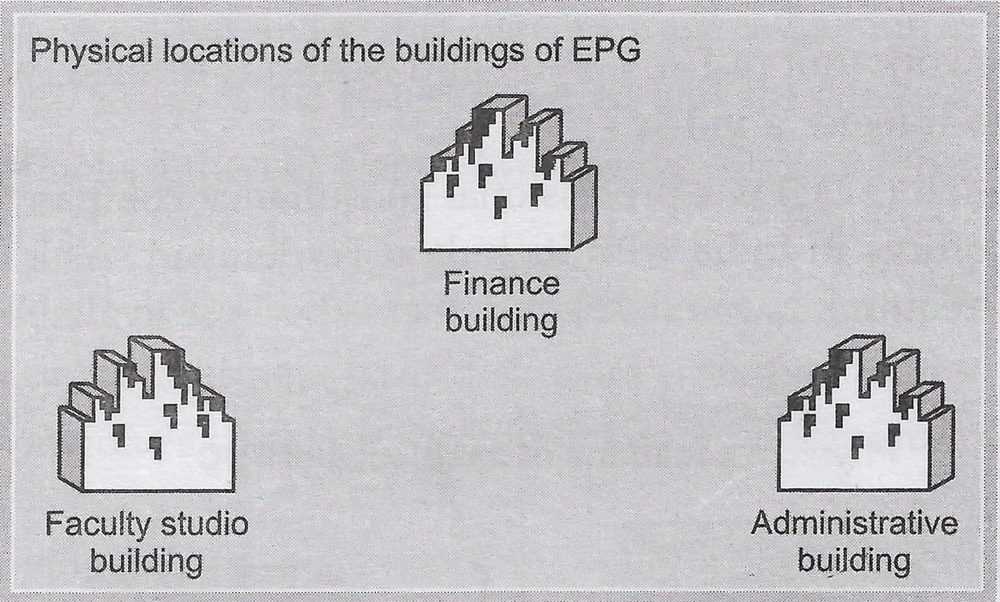 Physical locations of the buildings of EPG
Finance
building
Faculty studio
building
Administrative
building